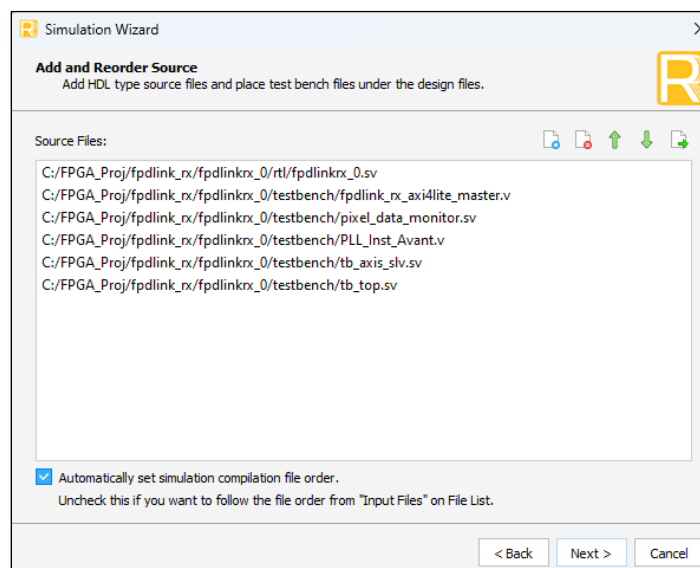 Simulation Wizard
Add and Reorder Source
Add HDL type source files and place test bench files under the design files.
Source Files:
C:/FPGA_Proj/fpdlink_rx/fpdlinkrx_0/rtl/fpdlinkrx_0.sv
C:/FPGA_Proj/fpdlink_rx/fpdlinkrx_0/testbench/fpdlink_rx_axi4lite_master.v
C:/FPGA_Proj/fpdlink_rx/fpdlinkrx_0/testbench/pixel_data_monitor.sv
C:/FPGA_Proj/fpdlink_rx/fpdlinkrx_0/testbench/PLL_Inst_Avant.v
C:/FPGA_Proj/fpdlink_rx/fpdlinkrx_0/testbench/tb_axis_slv.sv
C:/FPGA_Proj/fpdlink_rx/fpdlinkrx_0/testbench/tb_top.sv
Automatically set simulation compilation file order.
Uncheck this if you want to follow the file order from "Input Files" on File List.
< Back Next > Cancel